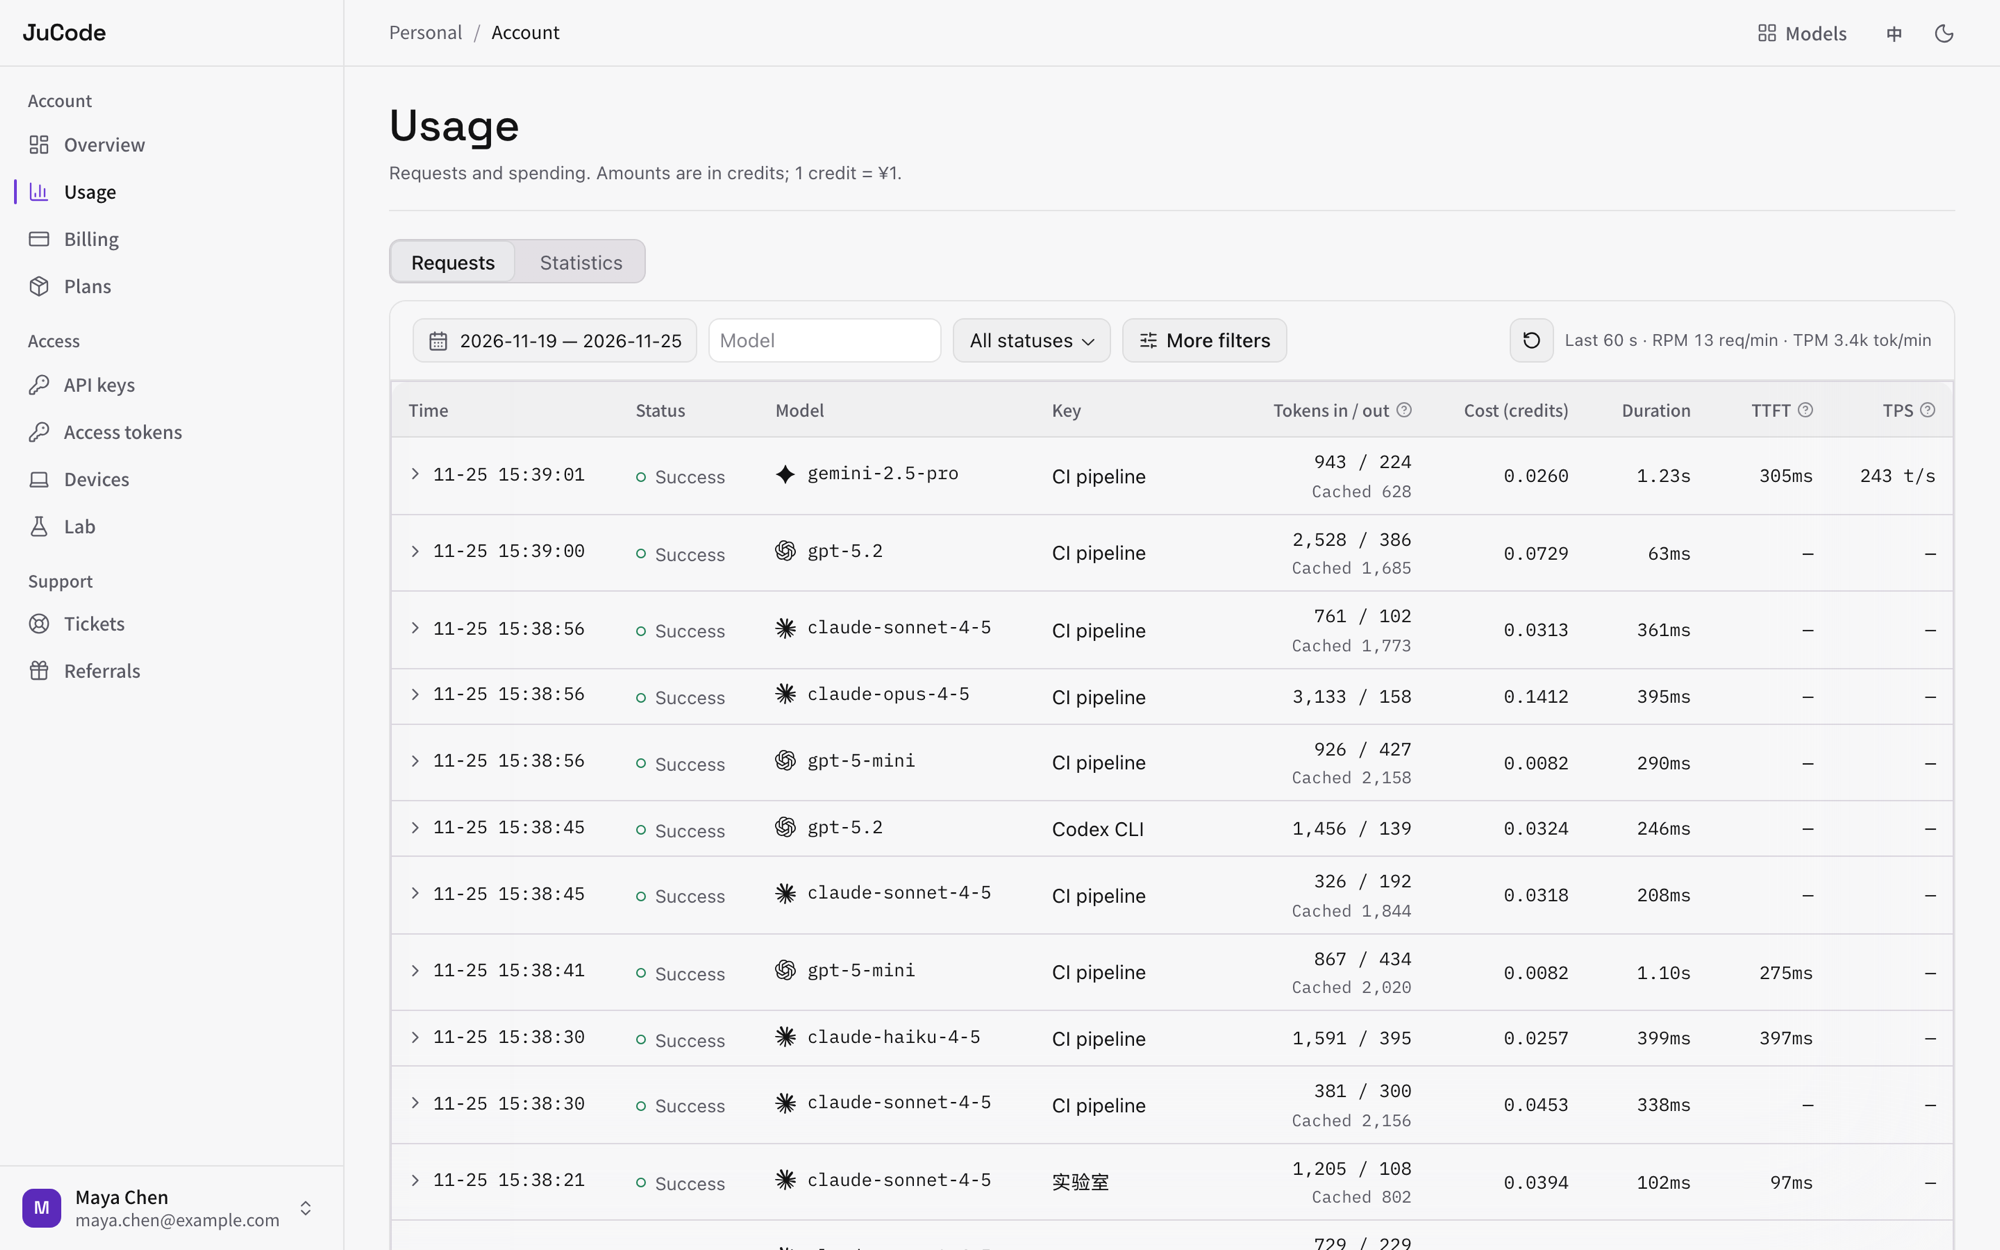 JuCode
Personal / Account
Models
中
Account
Overview
Usage
Billing
Plans
Access
API keys
Access tokens
Devices
Lab
Support
Tickets
Referrals
Maya Chen
maya.chen@example.com
M
Usage
Requests and spending. Amounts are in credits; 1 credit = ¥1.
Requests
Statistics
2026-11-19 — 2026-11-25
Model
All statuses
More filters
Last 60 s · RPM 13 req/min · TPM 3.4k tok/min
Time Status Model Key Tokens in / out Cost (credits) Duration TTFT TPS
11-25 15:39:01 Success gemini-2.5-pro CI pipeline 943 / 224 0.0260 1.23s 305ms 243 t/s
Cached 628
11-25 15:39:00 Success gpt-5.2 CI pipeline 2,528 / 386 0.0729 63ms — —
Cached 1,685
11-25 15:38:56 Success claude-sonnet-4-5 CI pipeline 761 / 102 0.0313 361ms — —
Cached 1,773
11-25 15:38:56 Success claude-opus-4-5 CI pipeline 3,133 / 158 0.1412 395ms — —
11-25 15:38:56 Success gpt-5-mini CI pipeline 926 / 427 0.0082 290ms — —
Cached 2,158
11-25 15:38:45 Success gpt-5.2 Codex CLI 1,456 / 139 0.0324 246ms — —
11-25 15:38:45 Success claude-sonnet-4-5 CI pipeline 326 / 192 0.0318 208ms — —
Cached 1,844
11-25 15:38:41 Success gpt-5-mini CI pipeline 867 / 434 0.0082 1.10s 275ms —
Cached 2,020
11-25 15:38:30 Success claude-haiku-4-5 CI pipeline 1,591 / 395 0.0257 399ms 397ms —
11-25 15:38:30 Success claude-sonnet-4-5 CI pipeline 381 / 300 0.0453 338ms — —
Cached 2,156
11-25 15:38:21 Success claude-sonnet-4-5 实验室 1,205 / 108 0.0394 102ms 97ms —
Cached 802
729 / 229